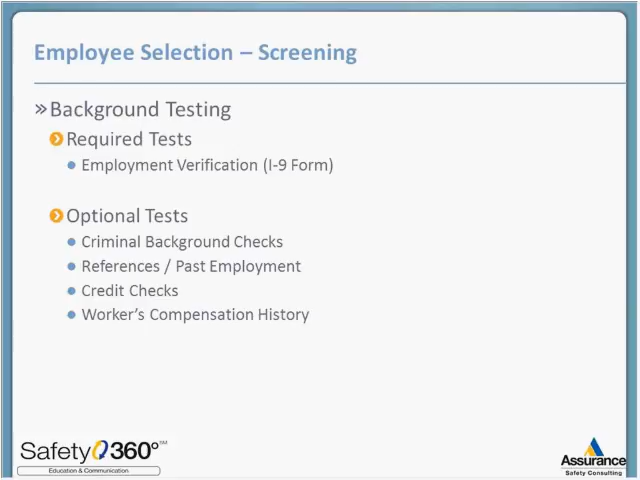 Employee Selection – Screening
»Background Testing
Required Tests
Employment Verification (I-9 Form)
Optional Tests
Criminal Background Checks
References / Past Employment
Credit Checks
Worker's Compensation History
Safety 360° SM
Education & Communication
Assurance
Safety Consulting